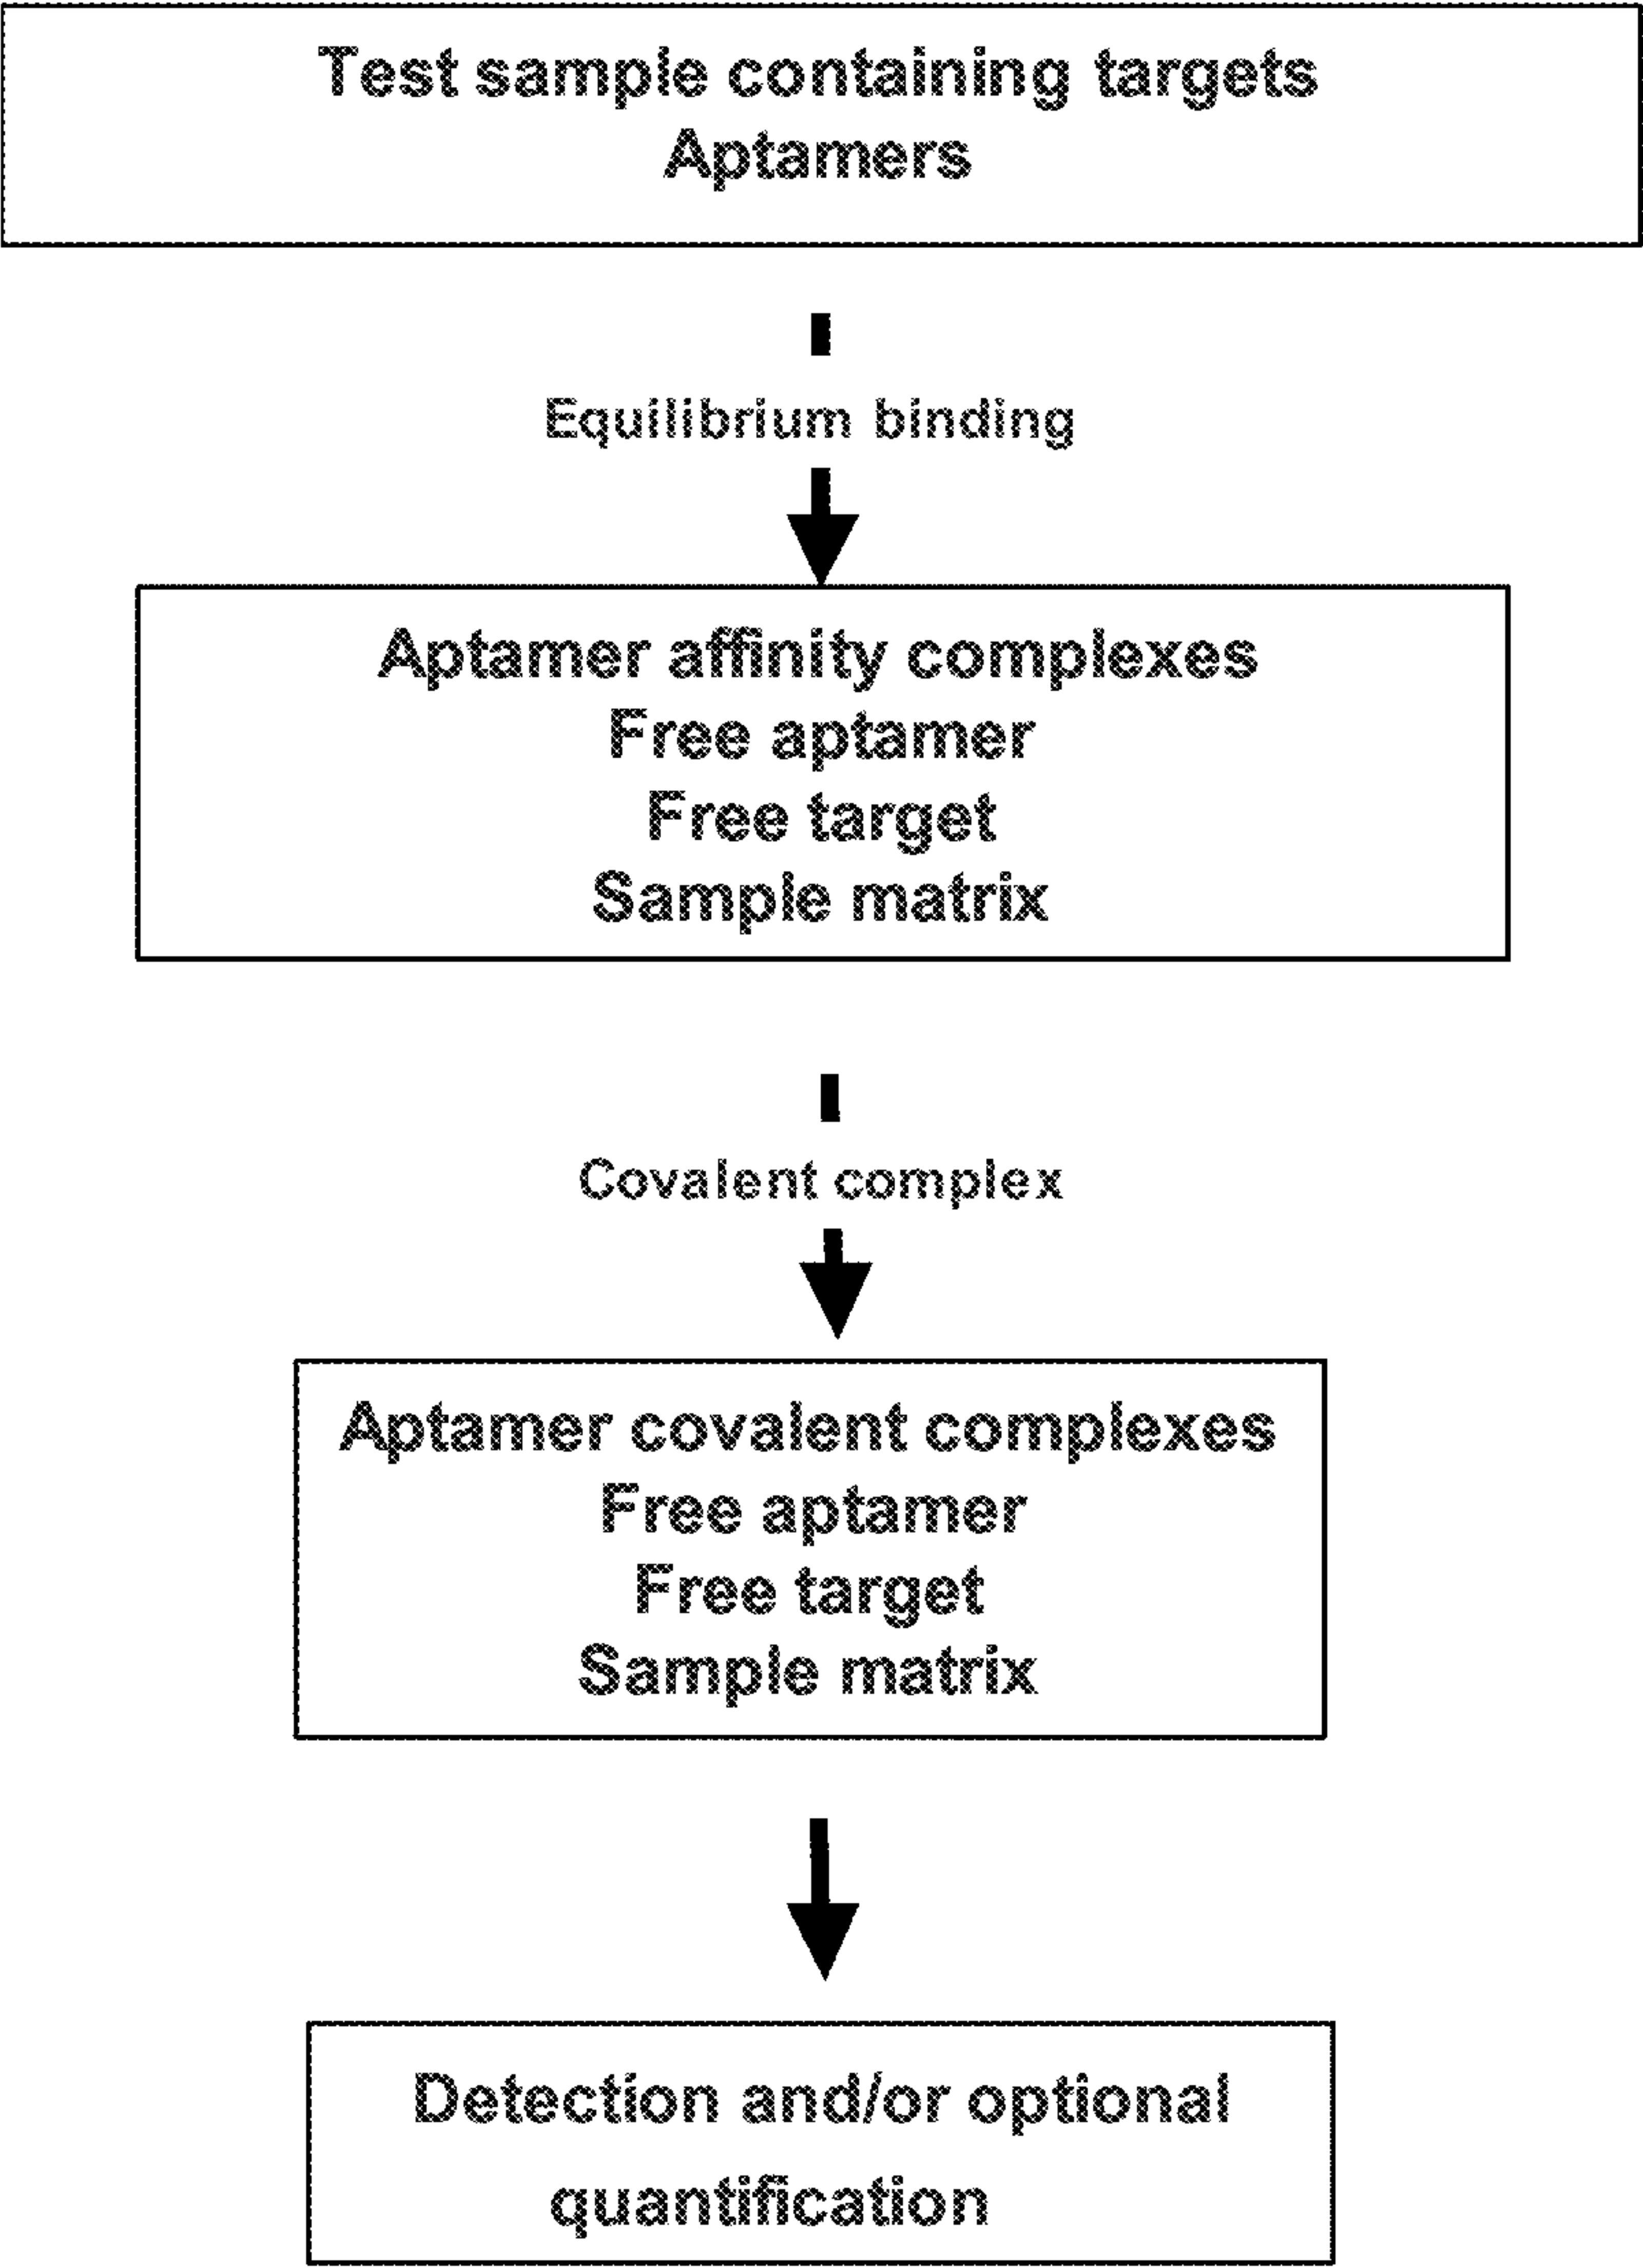 Test sample containing targets
Aptamers
Equilibrium binding
Aptamer affinity complexes
Free aptamer
Free target
Sample matrix
Covalent complex
Aptamer covalent complexes
Free aptamer
Free target
Sample matrix
Detection and/or optional
quantification